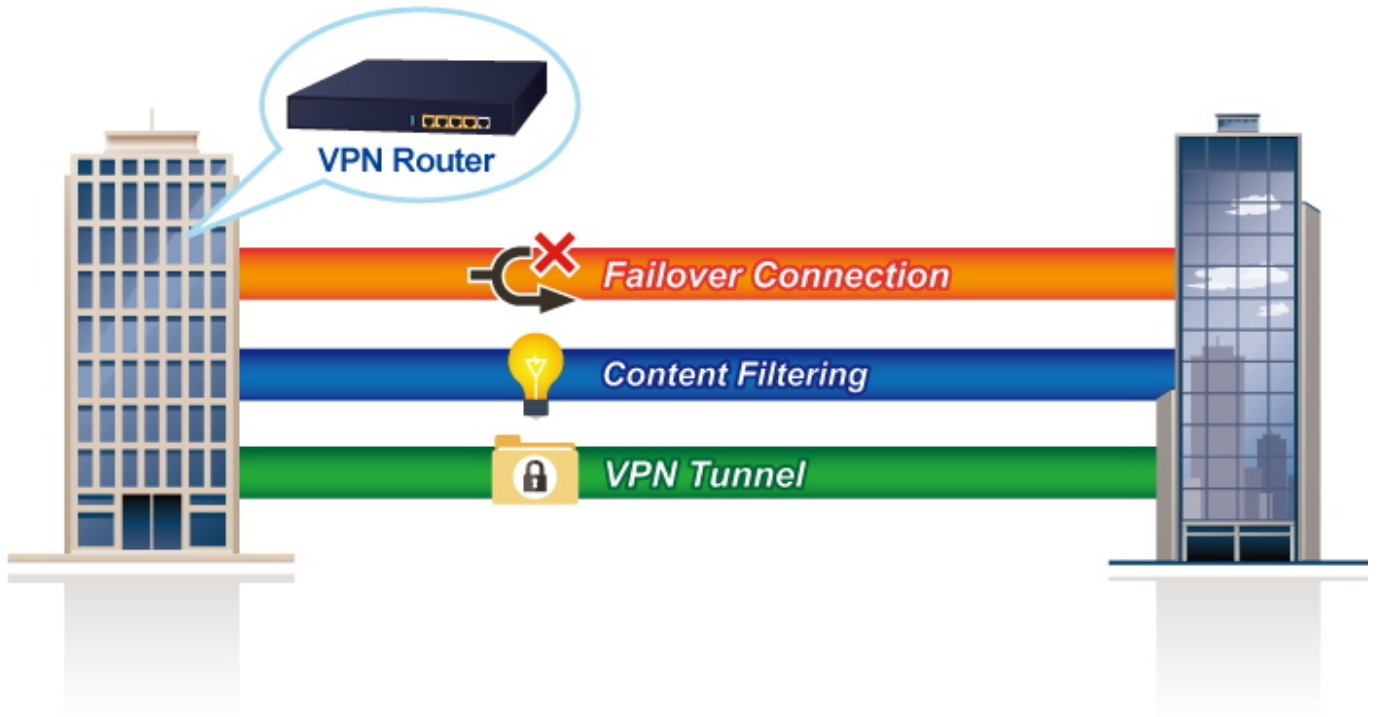 VPN Router
Failover Connection
Content Filtering
VPN Tunnel